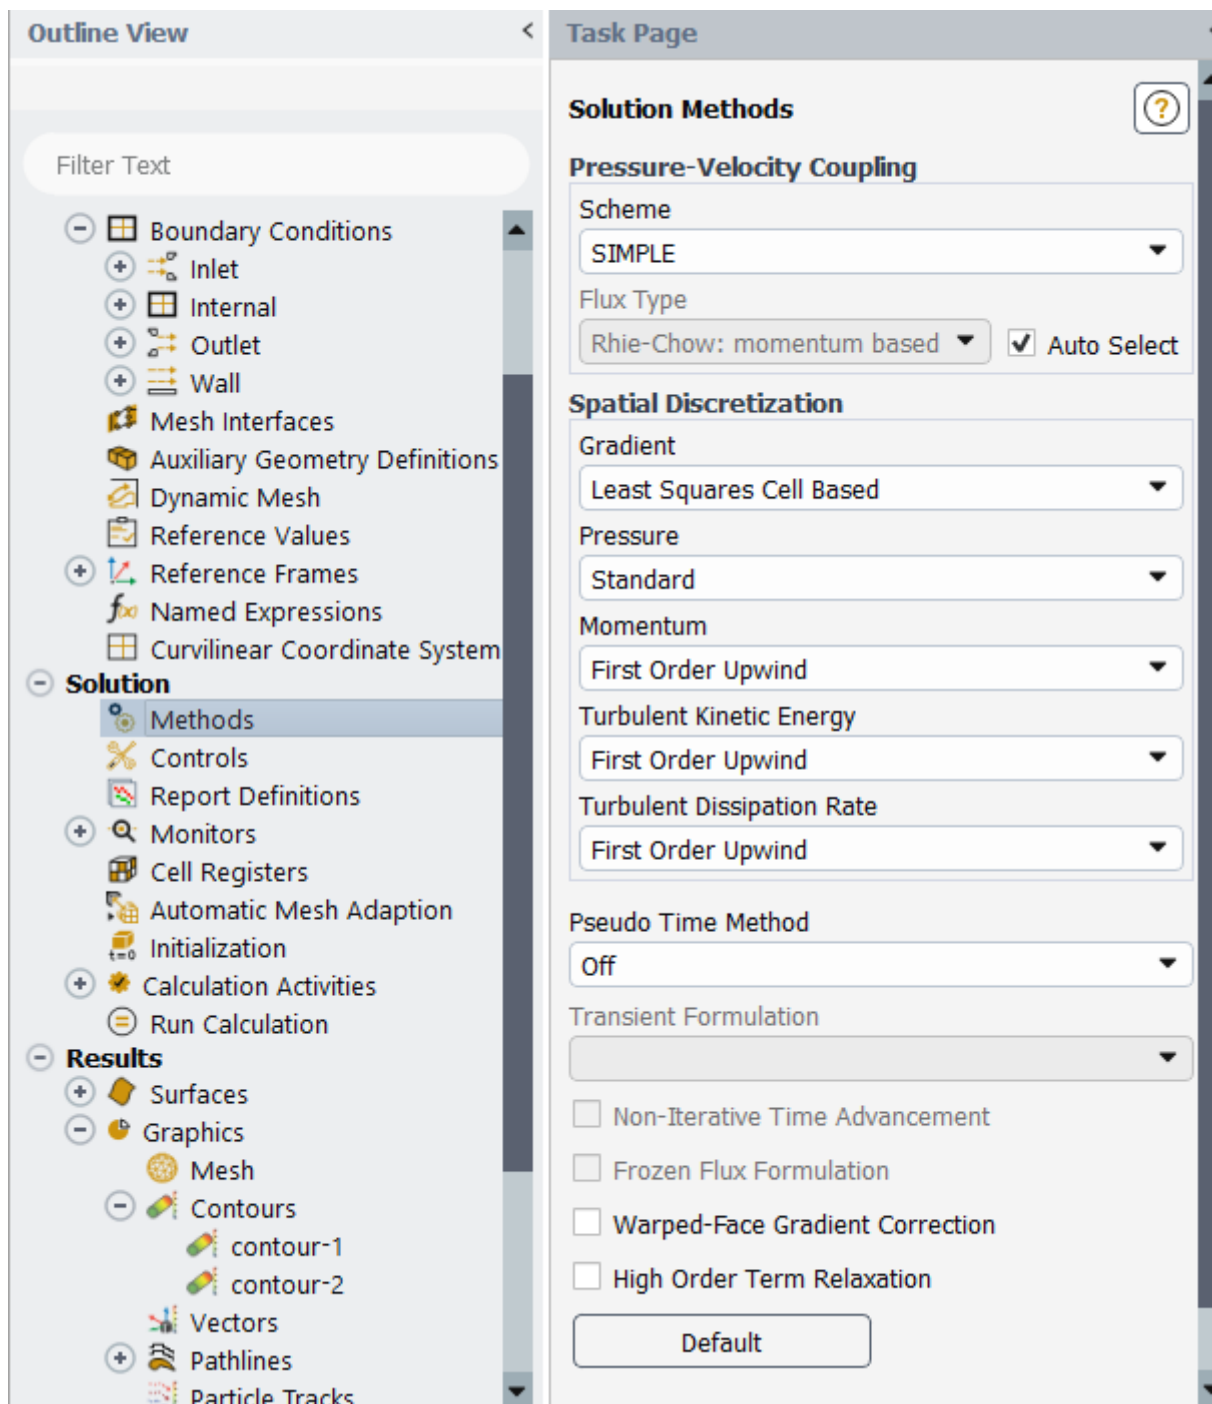 Outline View
Filter Text
Boundary Conditions
Inlet
Internal
Outlet
Wall
Mesh Interfaces
Auxiliary Geometry Definitions
Dynamic Mesh
Reference Values
Reference Frames
Named Expressions
Curvilinear Coordinate System
Solution
Methods
Controls
Report Definitions
Monitors
Cell Registers
Automatic Mesh Adaption
Initialization
Calculation Activities
Run Calculation
Results
Surfaces
Graphics
Mesh
Contours
contour-1
contour-2
Vectors
Pathlines
Particle Tracks
Task Page
Solution Methods
Pressure-Velocity Coupling
Scheme
SIMPLE
Flux Type
Rhie-Chow: momentum based Auto Select
Spatial Discretization
Gradient
Least Squares Cell Based
Pressure
Standard
Momentum
First Order Upwind
Turbulent Kinetic Energy
First Order Upwind
Turbulent Dissipation Rate
First Order Upwind
Pseudo Time Method
Off
Transient Formulation
Non-Iterative Time Advancement
Frozen Flux Formulation
Warped-Face Gradient Correction
High Order Term Relaxation
Default